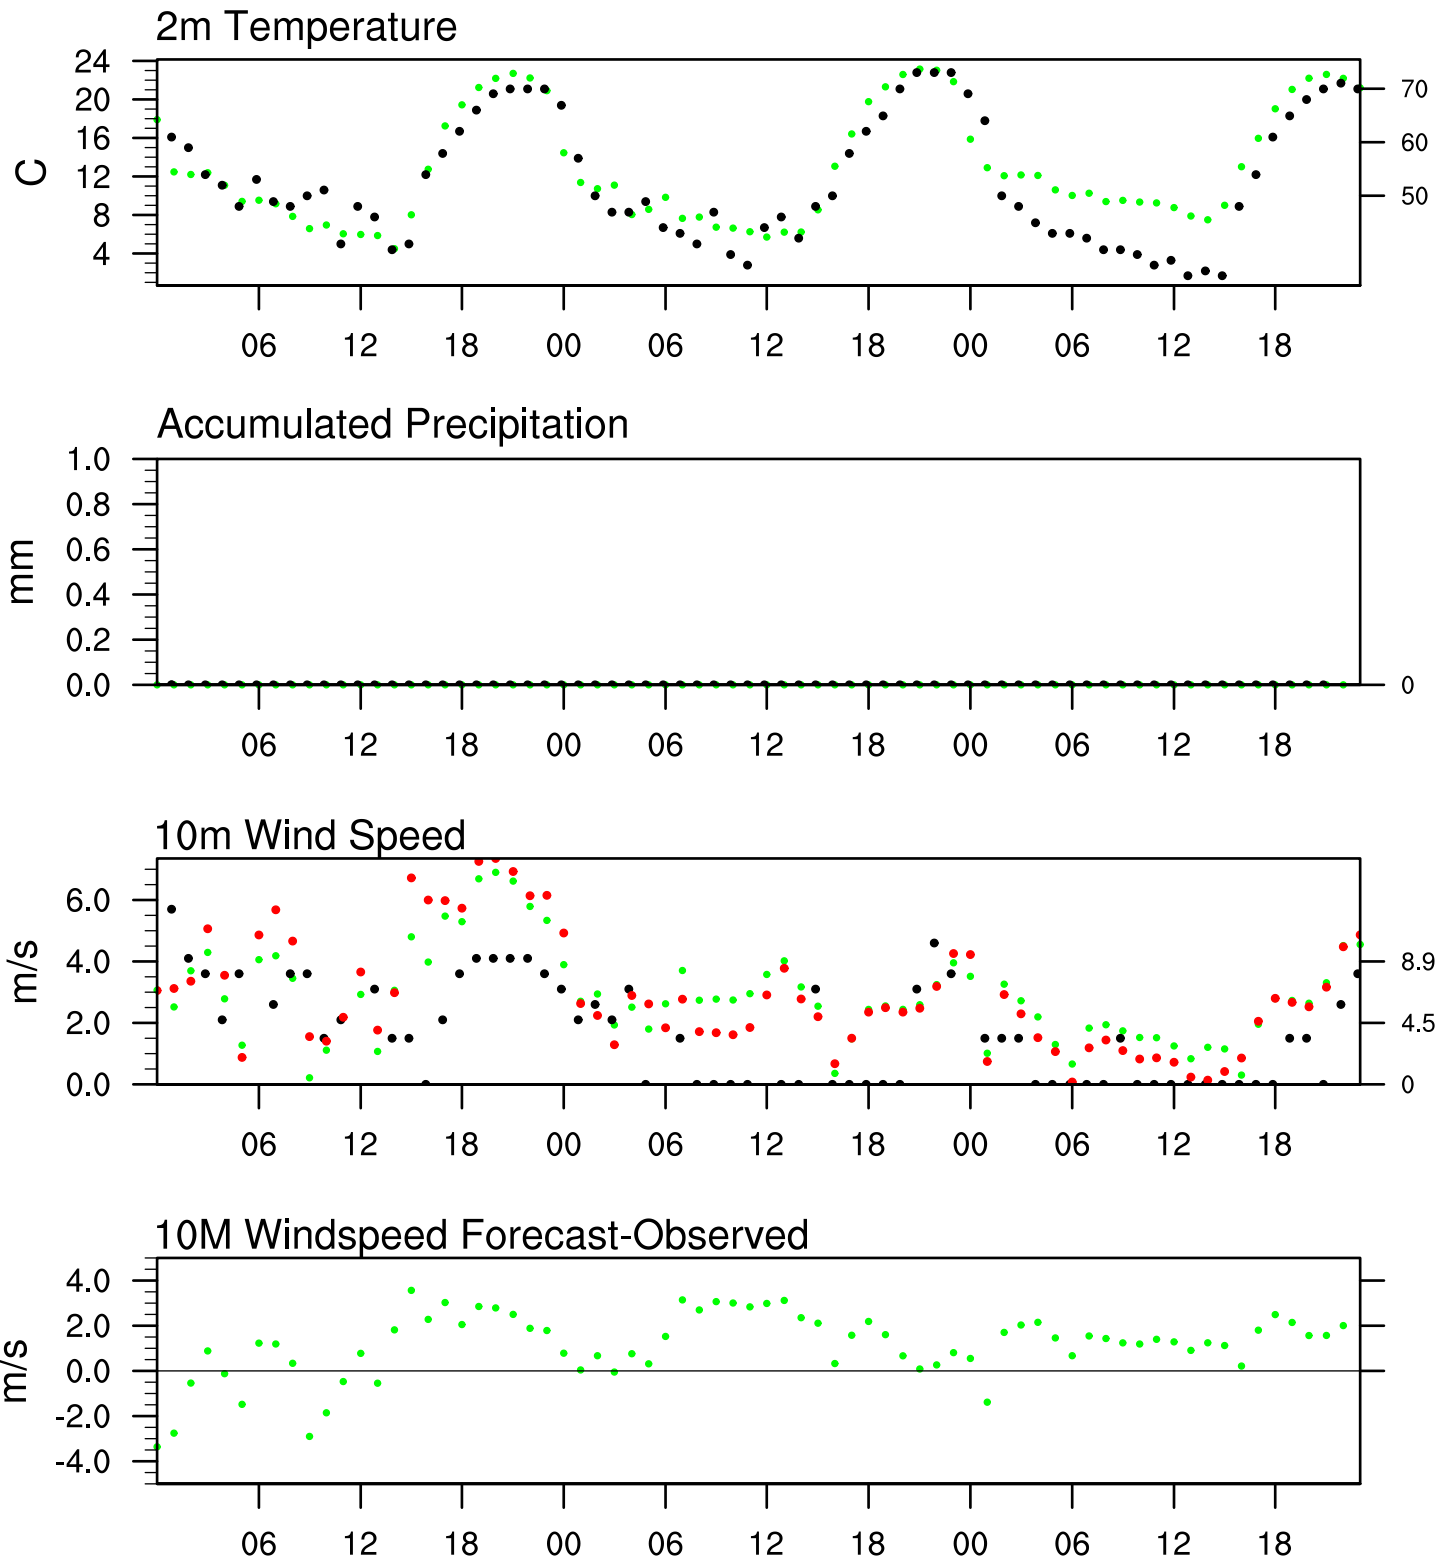 2m Temperature
24
20
16
12
8
4
C
70
60
50
06 12 18 00 06 12 18 00 06 12 18
Accumulated Precipitation
1.0
0.8
0.6
0.4
0.2
0.0
mm
0
06 12 18 00 06 12 18 00 06 12 18
10m Wind Speed
6.0
4.0
2.0
0.0
m/s
8.9
4.5
0
06 12 18 00 06 12 18 00 06 12 18
10M Windspeed Forecast-Observed
4.0
2.0
0.0
-2.0
-4.0
m/s
06 12 18 00 06 12 18 00 06 12 18